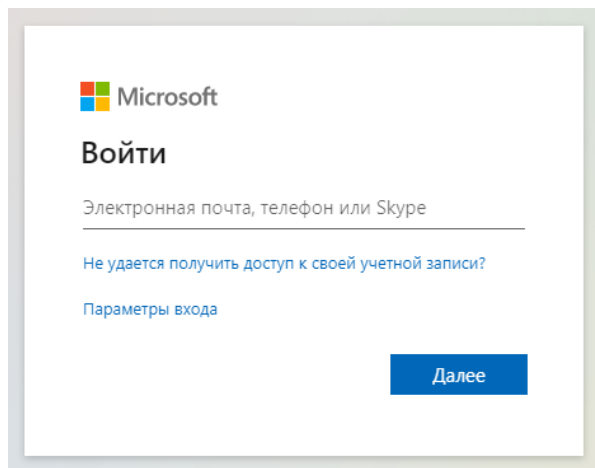 Microsoft
Войти
Электронная почта, телефон или Skype
Не удается получить доступ к своей учетной записи?
Параметры входа
Далее